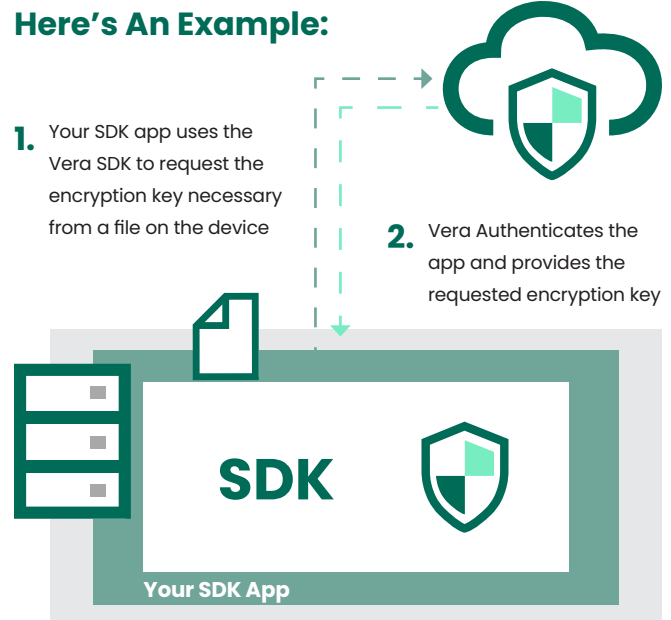 Here’s An Example:
1. Your SDK app uses the
Vera SDK to request the
encryption key necessary
from a file on the device
2. Vera Authenticates the
app and provides the
requested encryption key
SDK
Your SDK App